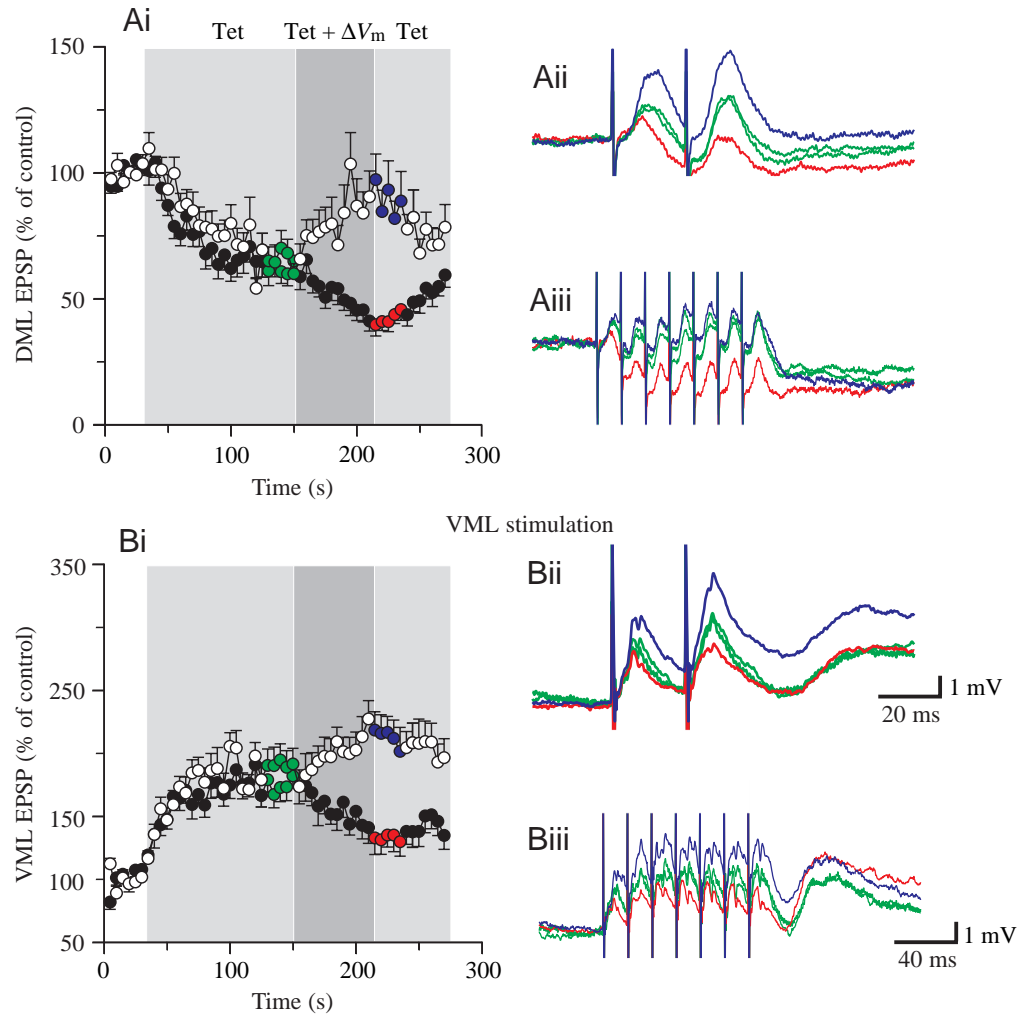 Ai
Tet
Tet + ΔVm
Tet
150
100
50
0
DML EPSP (% of control)
0
100
200
300
Time (s)
Aii
Aiii
VML stimulation
Bi
350
250
150
100
50
VML EPSP (% of control)
0
100
200
300
Time (s)
Bii
1 mV
20 ms
Biii
1 mV
40 ms